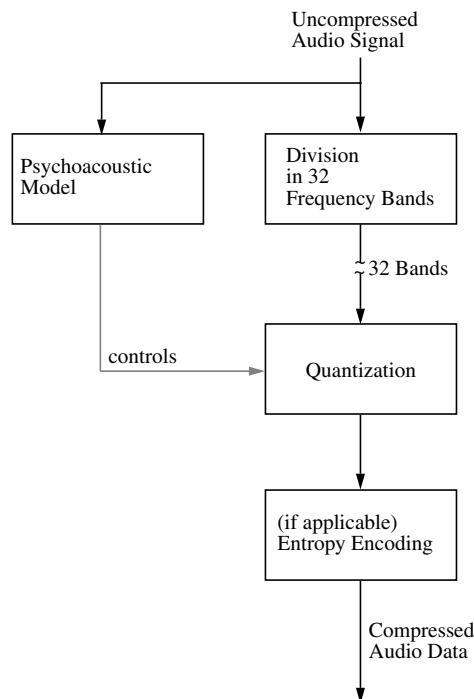 Uncompressed
Audio Signal
Psychoacoustic
Model
Division
in 32
Frequency Bands
32 Bands
controls
Quantization
(if applicable)
Entropy Encoding
Compressed
Audio Data